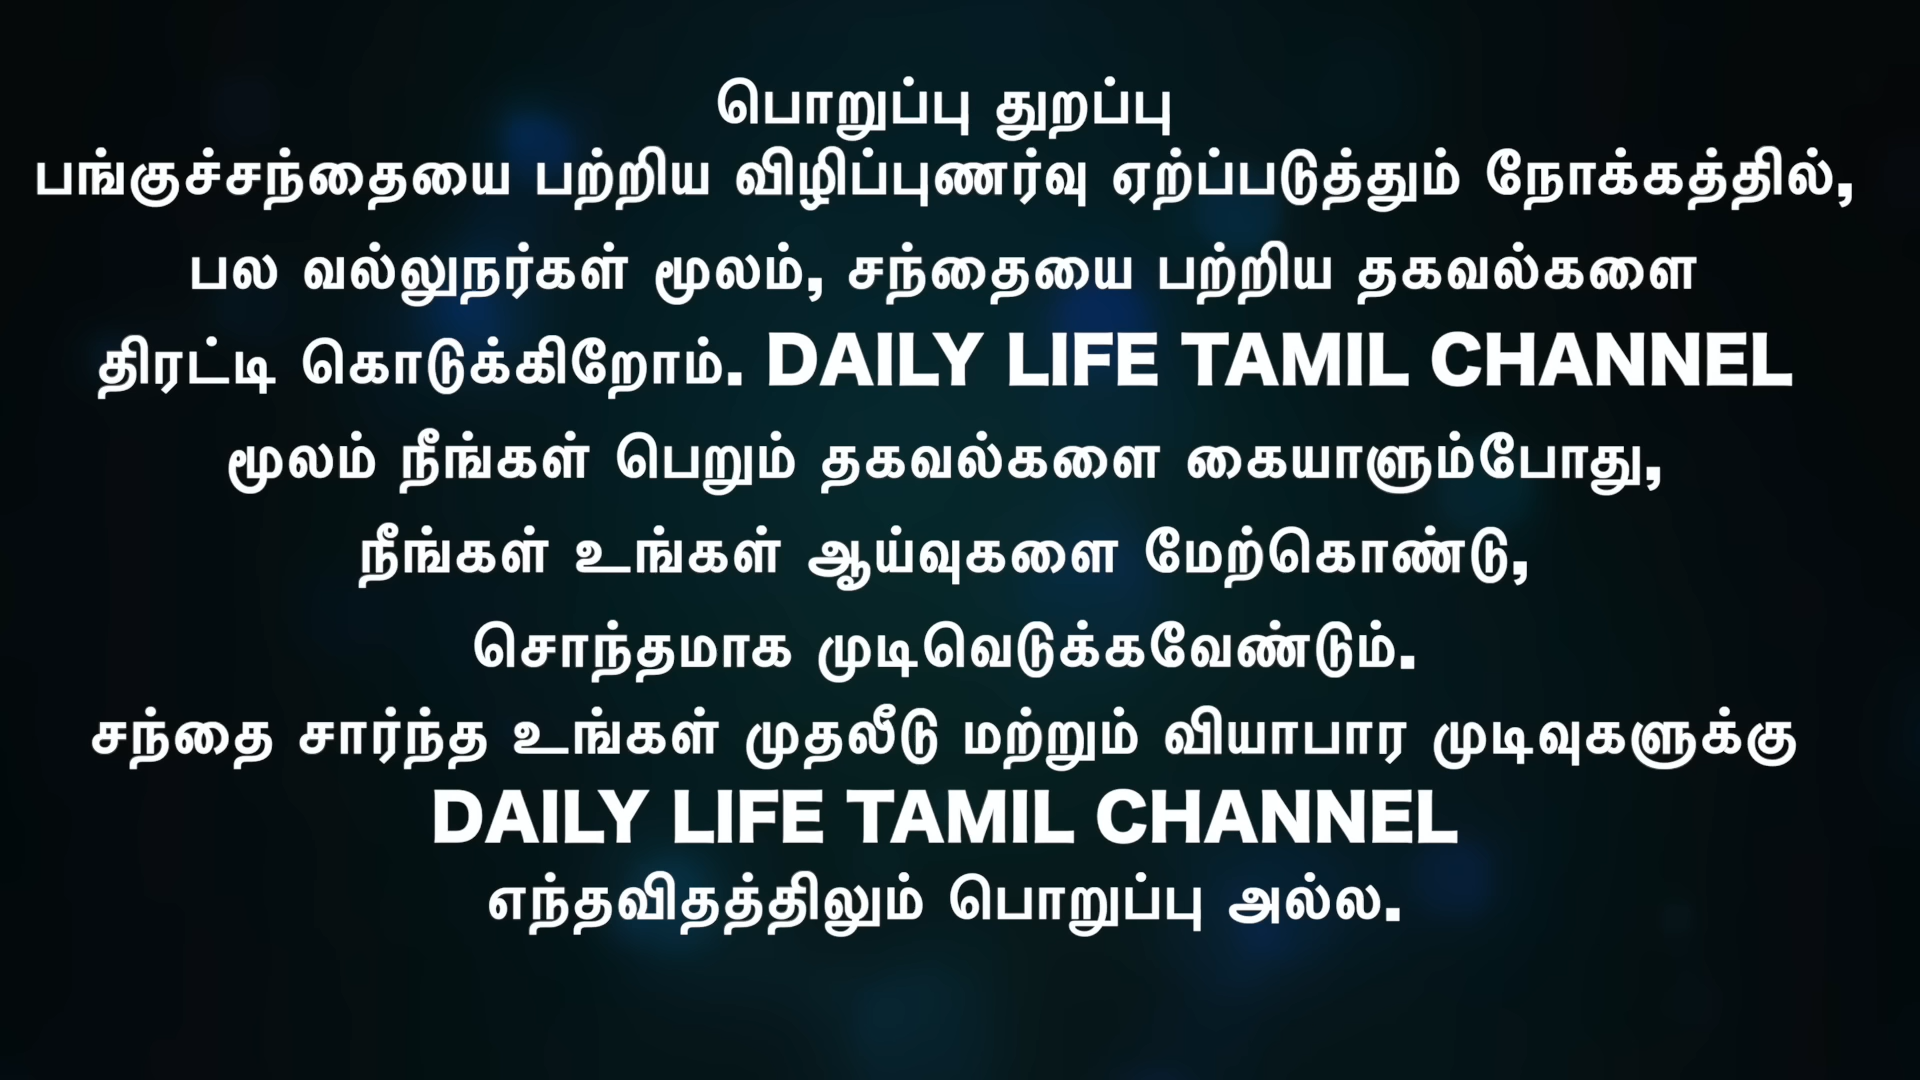 பொறுப்பு துறப்பு
பங்குச்சந்தையை பற்றிய விழிப்புணர்வு ஏற்ப்படுத்தும் நோக்கத்தில்,
பல வல்லுநர்கள் மூலம், சந்தையை பற்றிய தகவல்களை
திரட்டி கொடுக்கிறோம். DAILY LIFE TAMIL CHANNEL
மூலம் நீங்கள் பெறும் தகவல்களை கையாளும்போது,
நீங்கள் உங்கள் ஆய்வுகளை மேற்கொண்டு,
சொந்தமாக முடிவெடுக்கவேண்டும்.
சந்தை சார்ந்த உங்கள் முதலீடு மற்றும் வியாபார முடிவுகளுக்கு
DAILY LIFE TAMIL CHANNEL
எந்தவிதத்திலும் பொறுப்பு அல்ல.